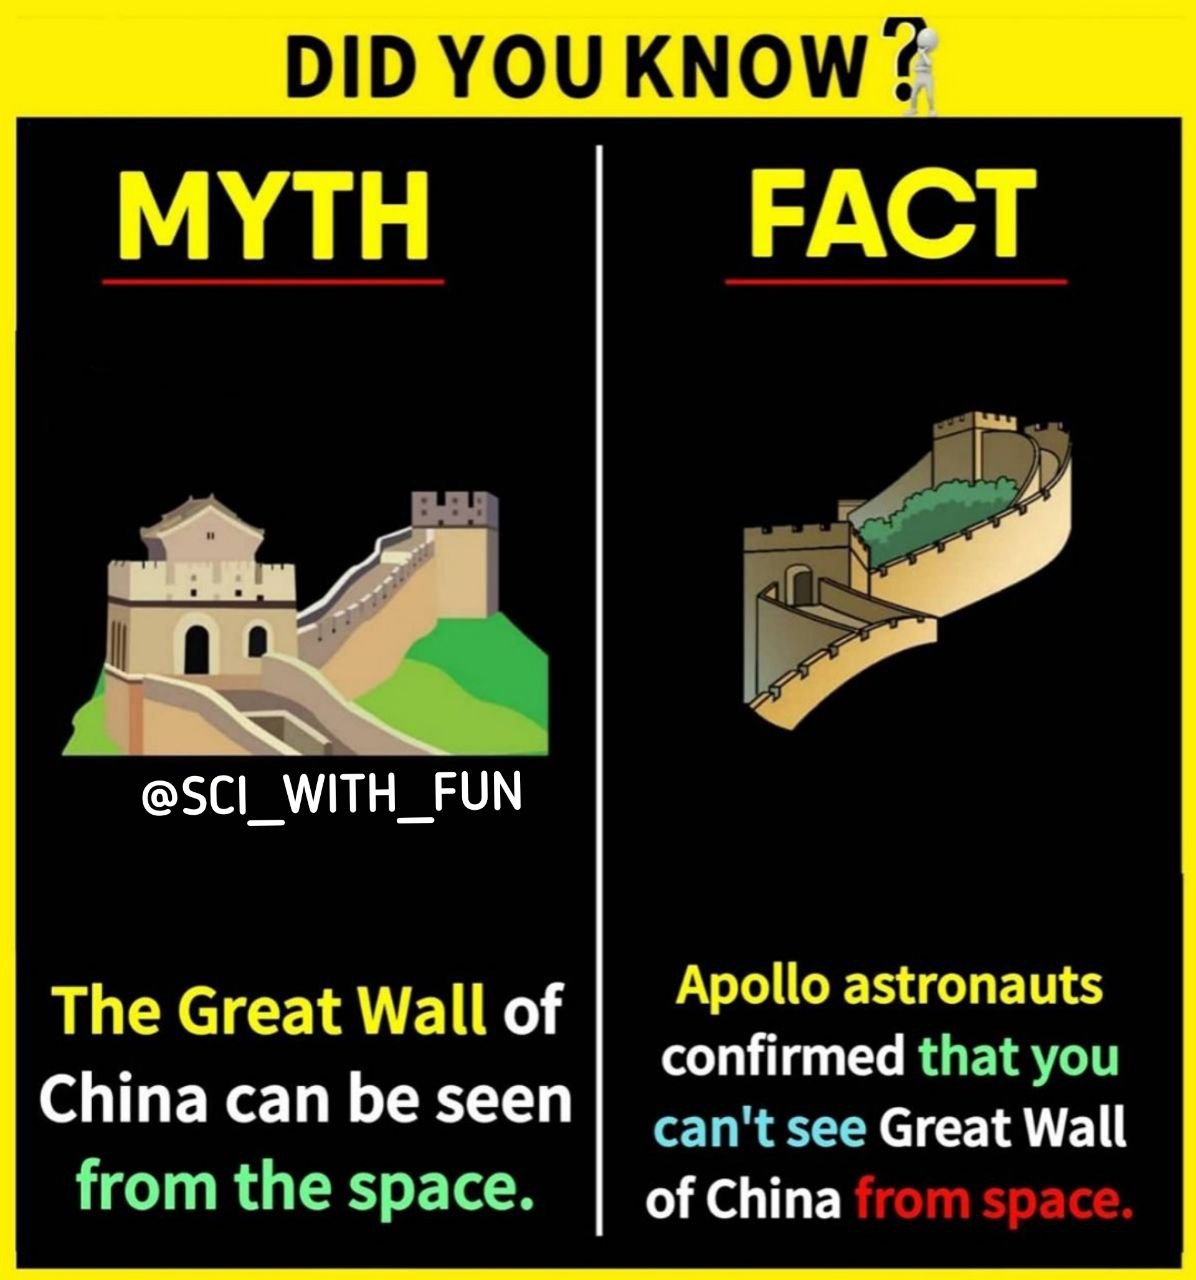 DID YOU KNOW?
MYTH
@SCI_WITH_FUN
The Great Wall of
China can be seen
from the space.
FACT
Apollo astronauts
confirmed that you
can't see Great Wall
of China from space.